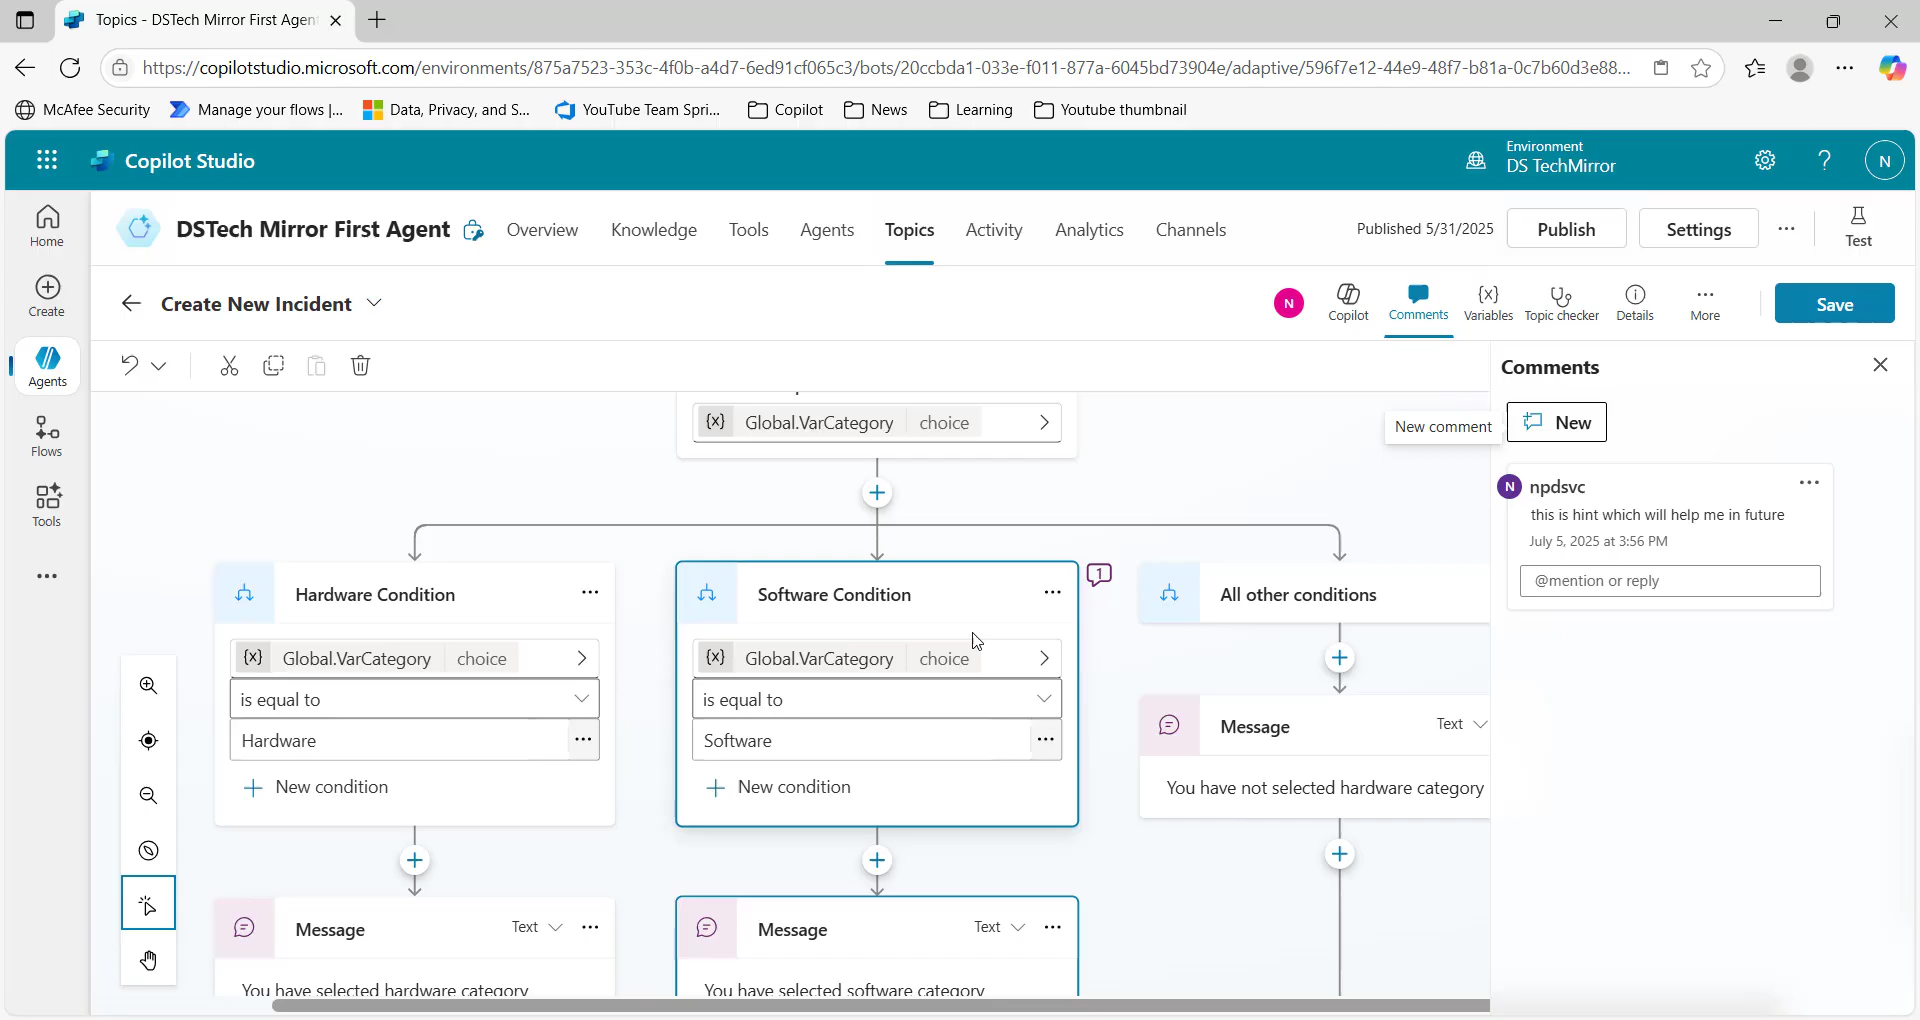 Topics - DSTech Mirror First Agen
https://copilotstudio.microsoft.com/environments/875a7523-353c-4f0b-a4d7-6ed91cf065c3/bots/20ccbda1-033e-f011-877a-6045bd73904e/adaptive/596f7e12-44e9-48f7-b81a-0c7b60d3e88...
McAfee Security
Manage your flows |...
Data, Privacy, and S...
YouTube Team Spri...
Copilot
News
Learning
Youtube thumbnail
Copilot Studio
Environment
DS TechMirror
N
Home
Create
Agents
Flows
Tools
DSTech Mirror First Agent
Overview
Knowledge
Tools
Agents
Topics
Activity
Analytics
Channels
Published 5/31/2025
Publish
Settings
Test
Create New Incident
N
Copilot
Comments
Variables
Topic checker
Details
More
Save
Comments
New comment
New
N
npdsvc
this is hint which will help me in future
July 5, 2025 at 3:56 PM
@mention or reply
{x} Global.VarCategory choice
Hardware Condition
{x} Global.VarCategory choice
is equal to
Hardware
New condition
Software Condition
1
{x} Global.VarCategory choice
is equal to
Software
New condition
All other conditions
Message
Text
You have not selected hardware category
Message
Text
You have selected hardware category
Message
Text
You have selected software category